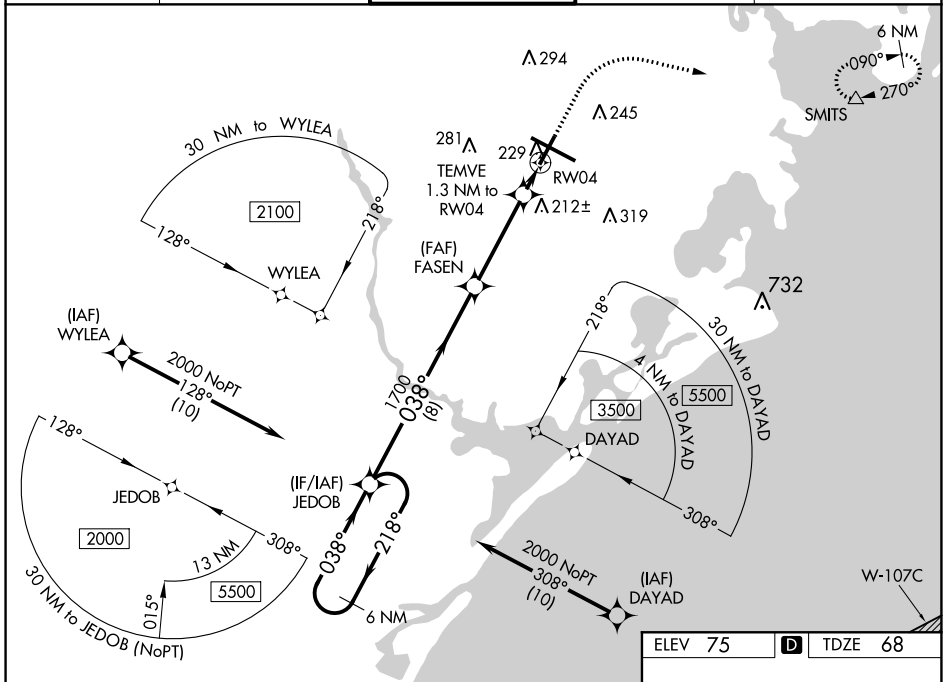 6 NM
090°
270°
SMITS
294
245
281
229
TEMVE
1.3 NM to
RW04
RW04
212±
319
30 NM to WYLEA
2100
218°
128°
WYLEA
(FAF)
FASEN
732
(IAF)
WYLEA
2000 NoPT
128°
(10)
218°
30 NM to DAYAD
4 NM to DAYAD
5500
3500
DAYAD
308°
1700
038°
(8)
128°
JEDOB
2000
308°
13 NM
015°
5500
30 NM to JEDOB (NoPT)
(IF/IAF)
JEDOB
038°
218°
6 NM
2000 NoPT
308°
(10)
(IAF)
DAYAD
W-107C
ELEV 75 D TDZE 68